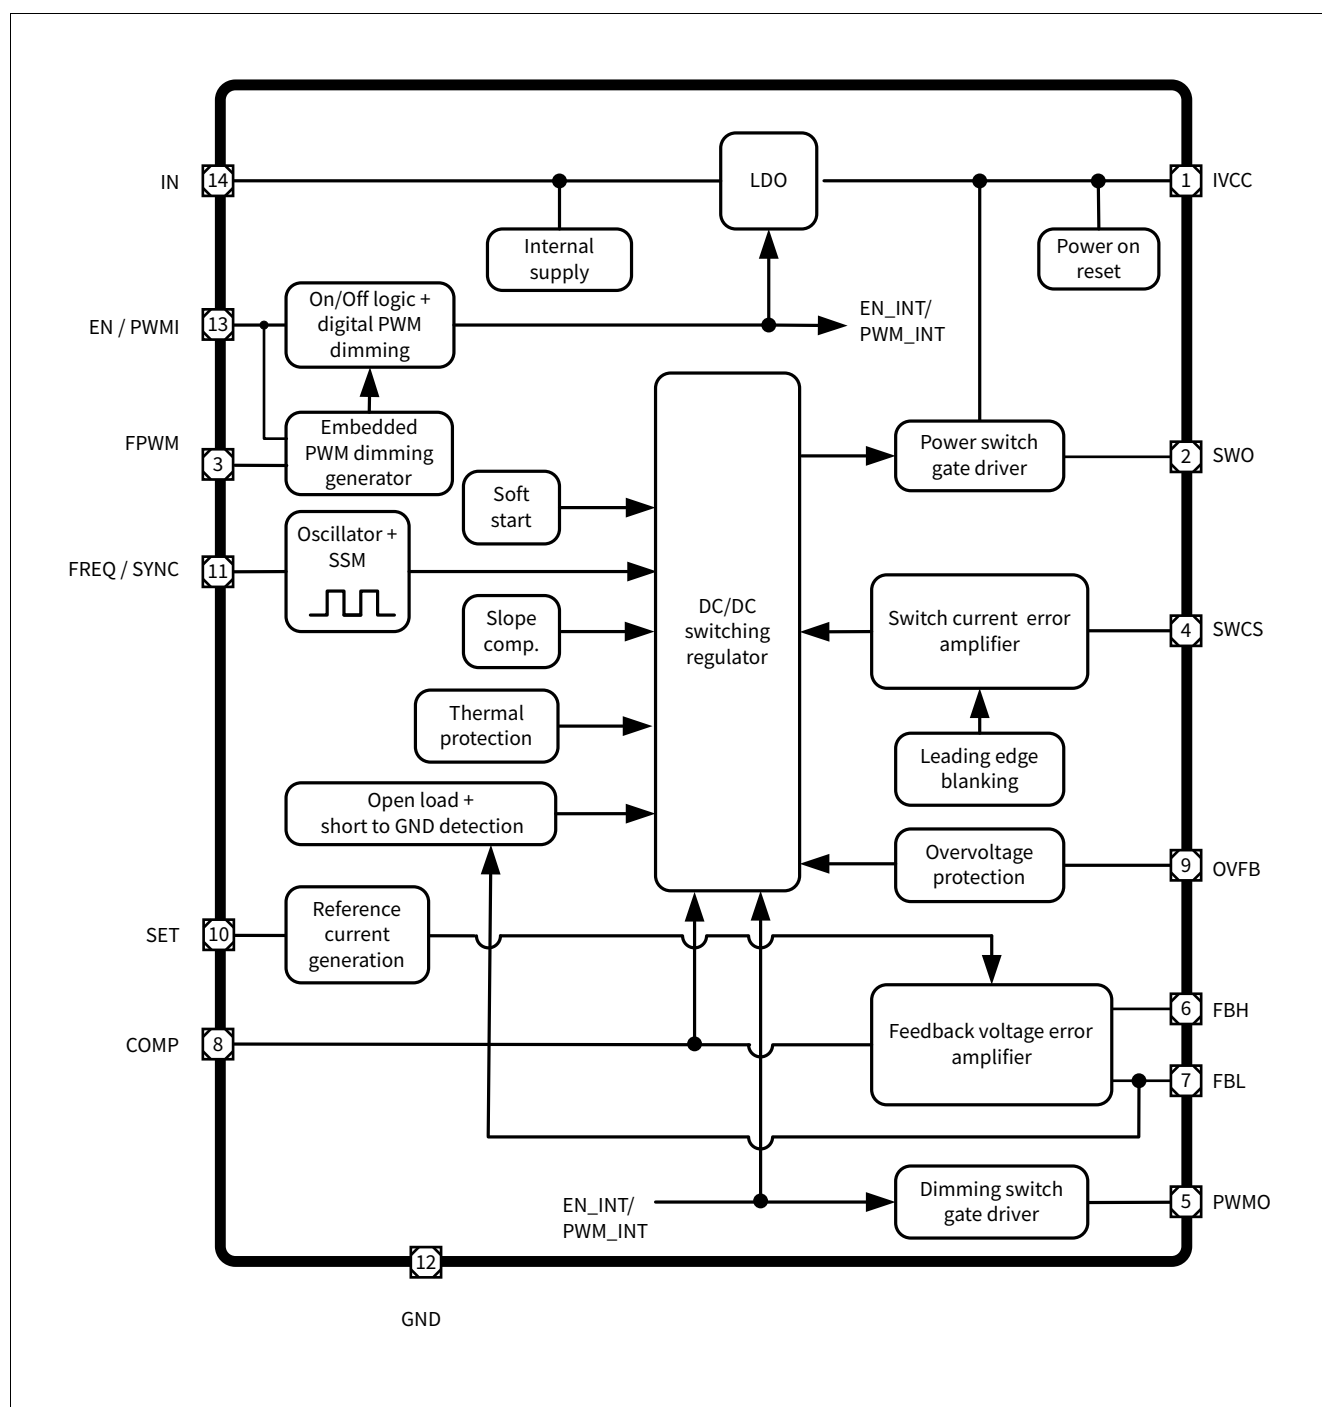 IN
14
LDO
1
IVCC
Internal
supply
Power on
reset
EN / PWMI
13
On/Off logic +
digital PWM
dimming
EN_INT/
PWM_INT
FPWM
3
Embedded
PWM dimming
generator
Power switch
gate driver
2
SWO
Soft
start
FREQ / SYNC
11
Oscillator +
SSM
DC/DC
switching
regulator
Slope
comp.
Switch current  error
amplifier
4
SWCS
Thermal
protection
Leading edge
blanking
Open load +
short to GND detection
Overvoltage
protection
9
OVFB
SET
10
Reference
current
generation
COMP
8
Feedback voltage error
amplifier
6
FBH
7
FBL
EN_INT/
PWM_INT
Dimming switch
gate driver
5
PWMO
12
GND